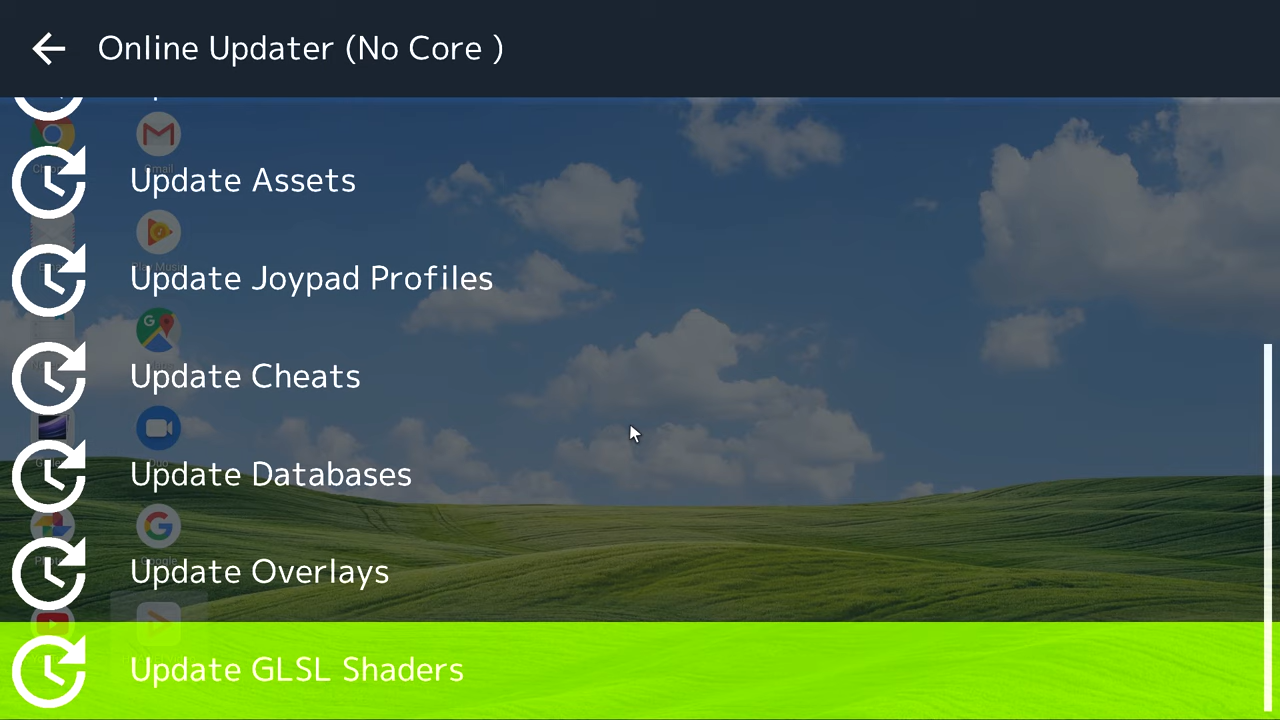 Online Updater (No Core )
Update Assets
Update Joypad Profiles
Update Cheats
Update Databases
Update Overlays
Update GLSL Shaders